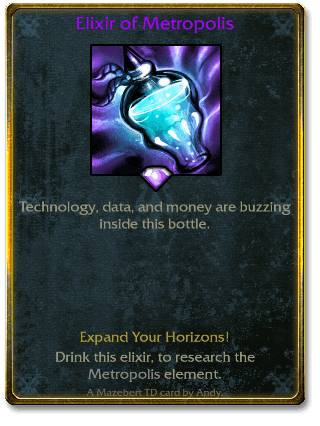 Elixir of Metropolis
Technology, data, and money are buzzing
inside this bottle.
Expand Your Horizons!
Drink this elixir, to research the
Metropolis element.
A Mazebert TD card by Andy.